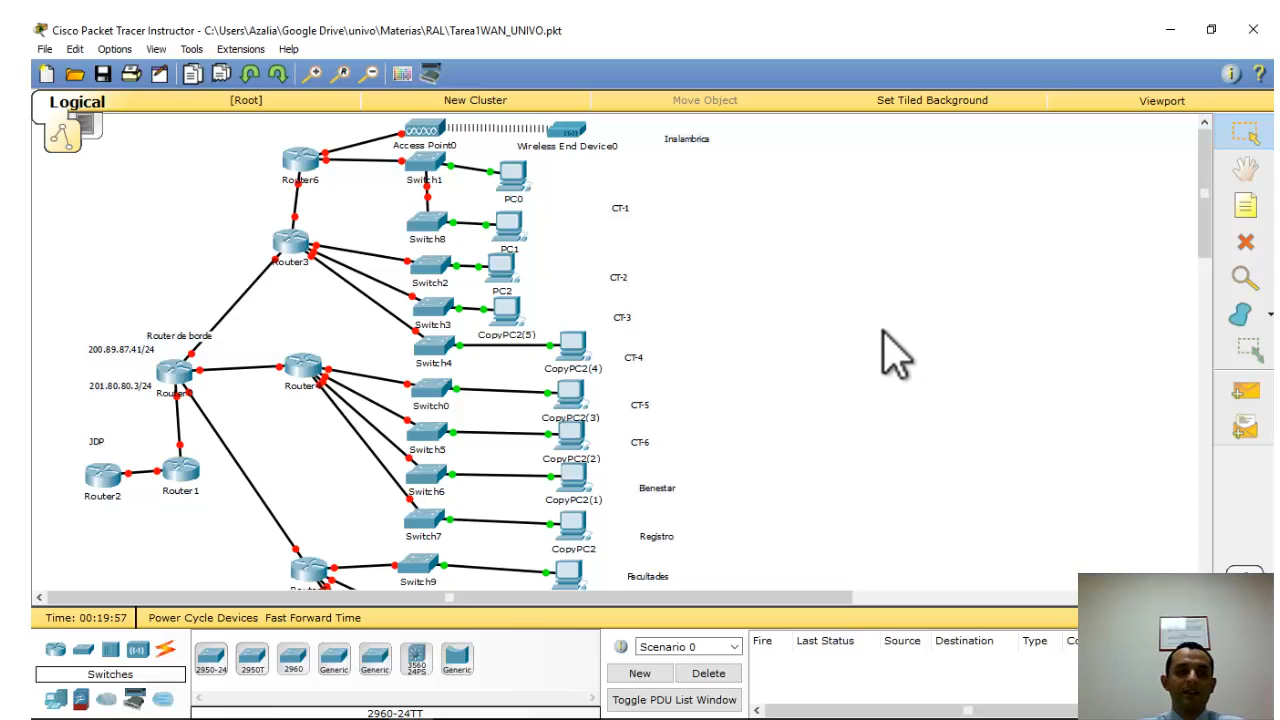 Cisco Packet Tracer Instructor - C:\Users\Azalia\Google Drive\univo\Materias\RAL\Tarea1WAN_UNIVO.pkt
File Edit Options View Tools Extensions Help
Logical [Root] New Cluster Move Object Set Tiled Background Viewport
Access Point0
Wireless End Device0
Inalambrica
Router6
Switch1
PC0
CT-1
Switch8
PC1
Router3
Switch2
PC2
CT-2
Switch3
CopyPC2(5)
CT-3
Router de borde
200.89.87.41/24
Switch4
CopyPC2(4)
CT-4
201.80.80.3/24
Switch0
CopyPC2(3)
CT-5
JDP
Switch5
CopyPC2(2)
CT-6
Router2
Router1
Switch6
CopyPC2(1)
Bienestar
Switch7
CopyPC2
Registro
Switch9
Facultades
Time: 00:19:57 Power Cycle Devices Fast Forward Time
Switches
2950-24 2950T 2960 Generic Generic 3560 24PS Generic
2960-24TT
Scenario 0
New Delete
Toggle PDU List Window
Fire Last Status Source Destination Type